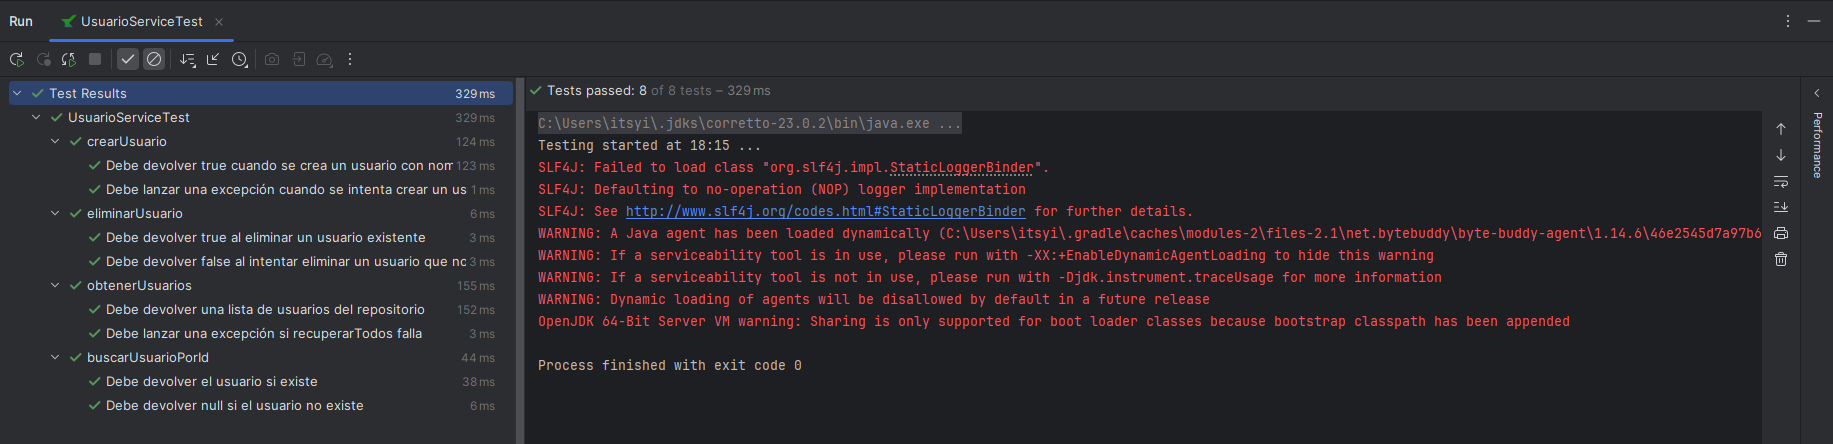 Run UsuarioServiceTest
Test Results 329 ms
UsuarioServiceTest 329 ms
crearUsuario 124 ms
Debe devolver true cuando se crea un usuario con nom 123 ms
Debe lanzar una excepción cuando se intenta crear un us 1 ms
eliminarUsuario 6 ms
Debe devolver true al eliminar un usuario existente 3 ms
Debe devolver false al intentar eliminar un usuario que no 3 ms
obtenerUsuarios 155 ms
Debe devolver una lista de usuarios del repositorio 152 ms
Debe lanzar una excepción si recuperarTodos falla 3 ms
buscarUsuarioPorId 44 ms
Debe devolver el usuario si existe 38 ms
Debe devolver null si el usuario no existe 6 ms
Tests passed: 8 of 8 tests – 329 ms
C:\Users\itsyi\.jdks\corretto-23.0.2\bin\java.exe ...
Testing started at 18:15 ...
SLF4J: Failed to load class "org.slf4j.impl.StaticLoggerBinder".
SLF4J: Defaulting to no-operation (NOP) logger implementation
SLF4J: See http://www.slf4j.org/codes.html#StaticLoggerBinder for further details.
WARNING: A Java agent has been loaded dynamically (C:\Users\itsyi\.gradle\caches\modules-2\files-2.1\net.bytebuddy\byte-buddy-agent\1.14.6\46e2545d7a97b6
WARNING: If a serviceability tool is in use, please run with -XX:+EnableDynamicAgentLoading to hide this warning
WARNING: If a serviceability tool is not in use, please run with -Djdk.instrument.traceUsage for more information
WARNING: Dynamic loading of agents will be disallowed by default in a future release
OpenJDK 64-Bit Server VM warning: Sharing is only supported for boot loader classes because bootstrap classpath has been appended
Process finished with exit code 0
Performance